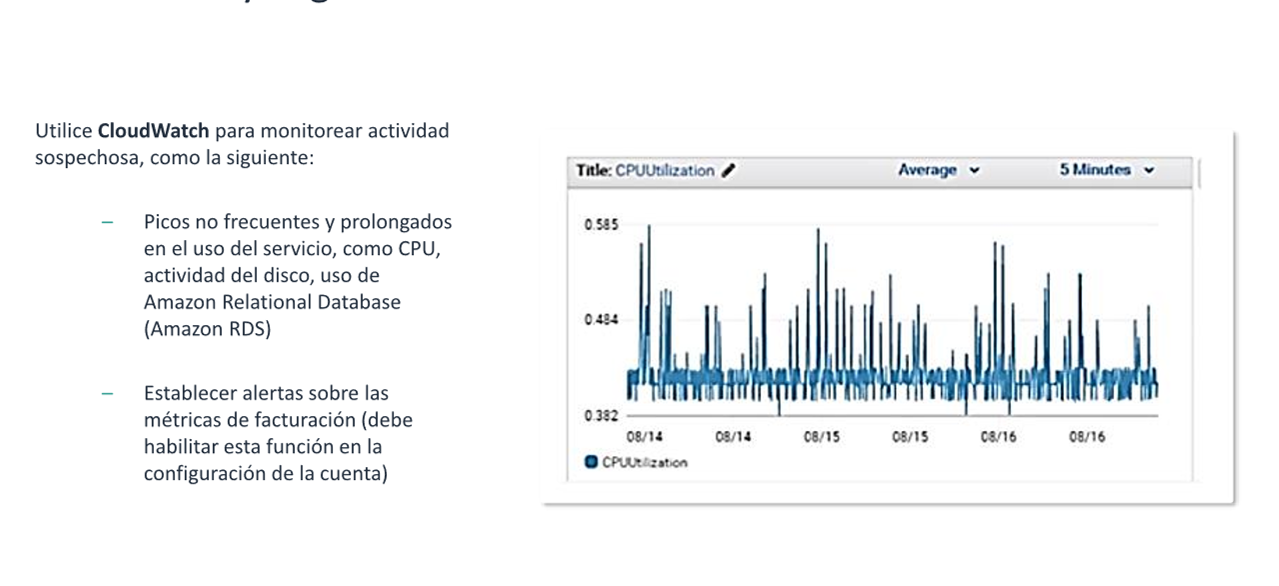 Utilice CloudWatch para monitorear actividad
sospechosa, como la siguiente:
– Picos no frecuentes y prolongados
en el uso del servicio, como CPU,
actividad del disco, uso de
Amazon Relational Database
(Amazon RDS)
– Establecer alertas sobre las
métricas de facturación (debe
habilitar esta función en la
configuración de la cuenta)
Title: CPUUtilization Average 5 Minutes
0.585
0.484
0.382
08/14 08/14 08/15 08/15 08/16 08/16
CPUUtilization